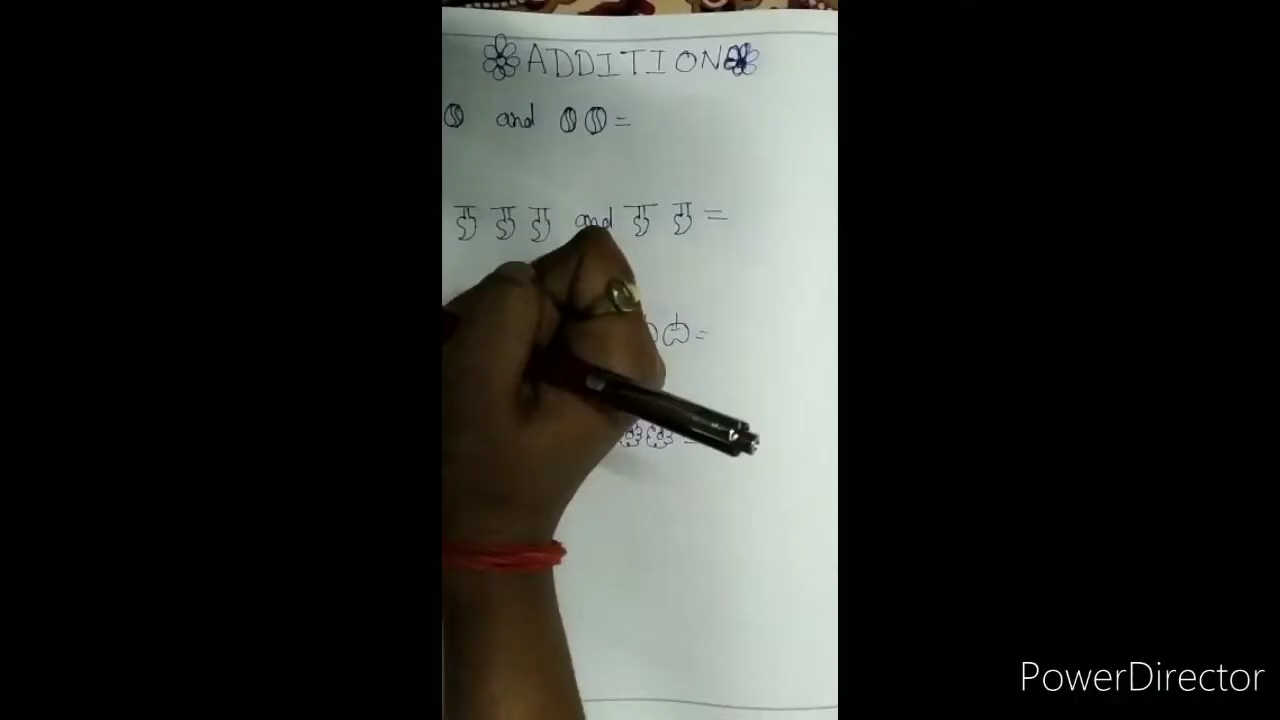 ADDITION
and =
and =
=
=
PowerDirector